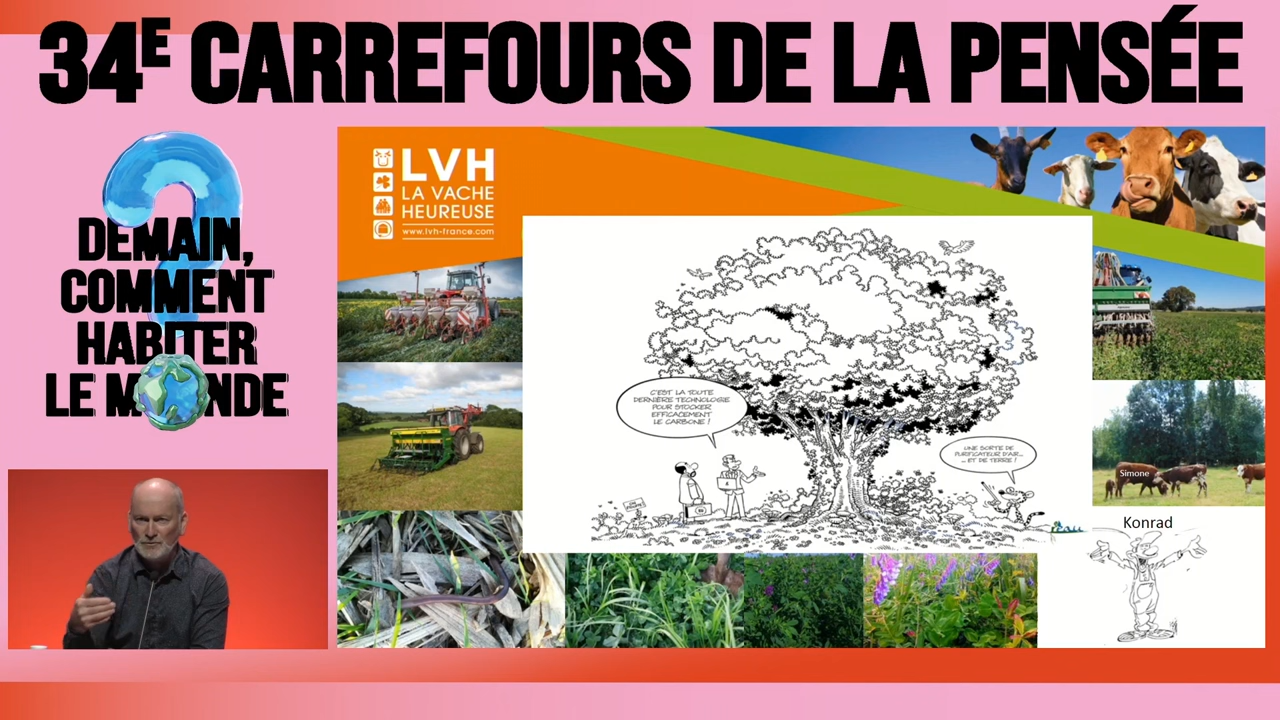 34E CARREFOURS DE LA PENSÉE
DEMAIN,
COMMENT
HABITER
LE MONDE
LVH
LA VACHE
HEUREUSE
www.lvh-france.com
C'EST LA TOUTE
DERNIÈRE TECHNOLOGIE
POUR STOCKER
EFFICACEMENT
LE CARBONE !
UNE SORTE DE
PURIFICATEUR D'AIR...
... ET DE TERRE !
Simone
Konrad